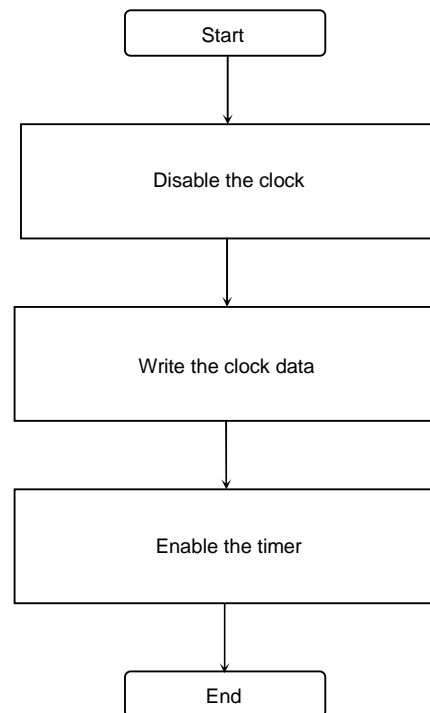 Start
Disable the clock
Write the clock data
Enable the timer
End